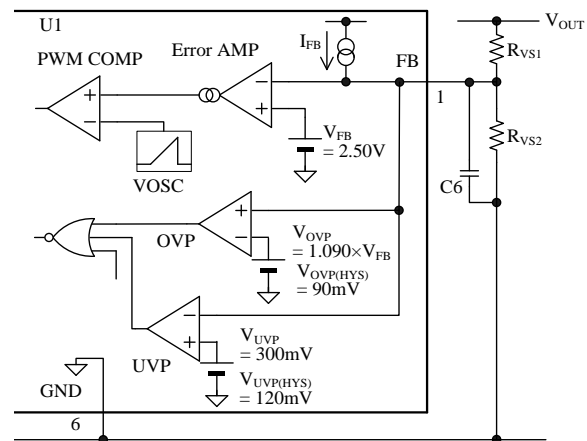 U1
V_OUT
PWM COMP
Error AMP
I_FB
FB
R_VS1
1
V_FB
= 2.50V
R_VS2
VOSC
C6
OVP
V_OVP
= 1.090×V_FB
V_OVP(HYS)
= 90mV
UVP
V_UVP
= 300mV
V_UVP(HYS)
= 120mV
GND
6